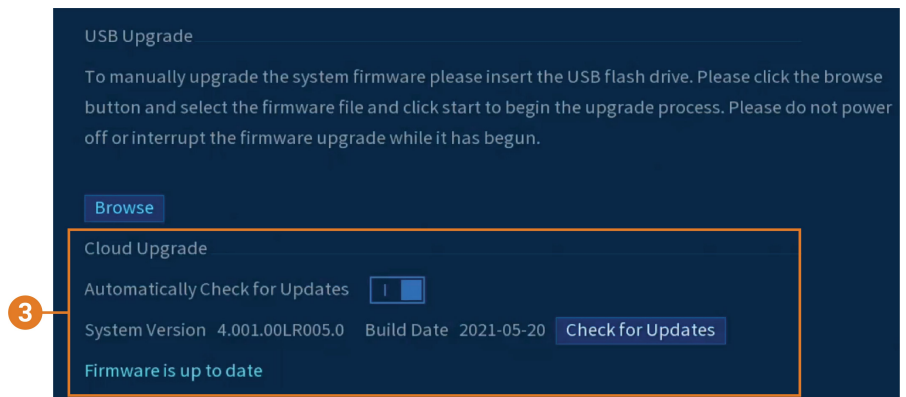 USB Upgrade
To manually upgrade the system firmware please insert the USB flash drive. Please click the browse
button and select the firmware file and click start to begin the upgrade process. Please do not power
off or interrupt the firmware upgrade while it has begun.
Browse
Cloud Upgrade
Automatically Check for Updates
3
System Version 4.001.00LR005.0 Build Date 2021-05-20 Check for Updates
Firmware is up to date